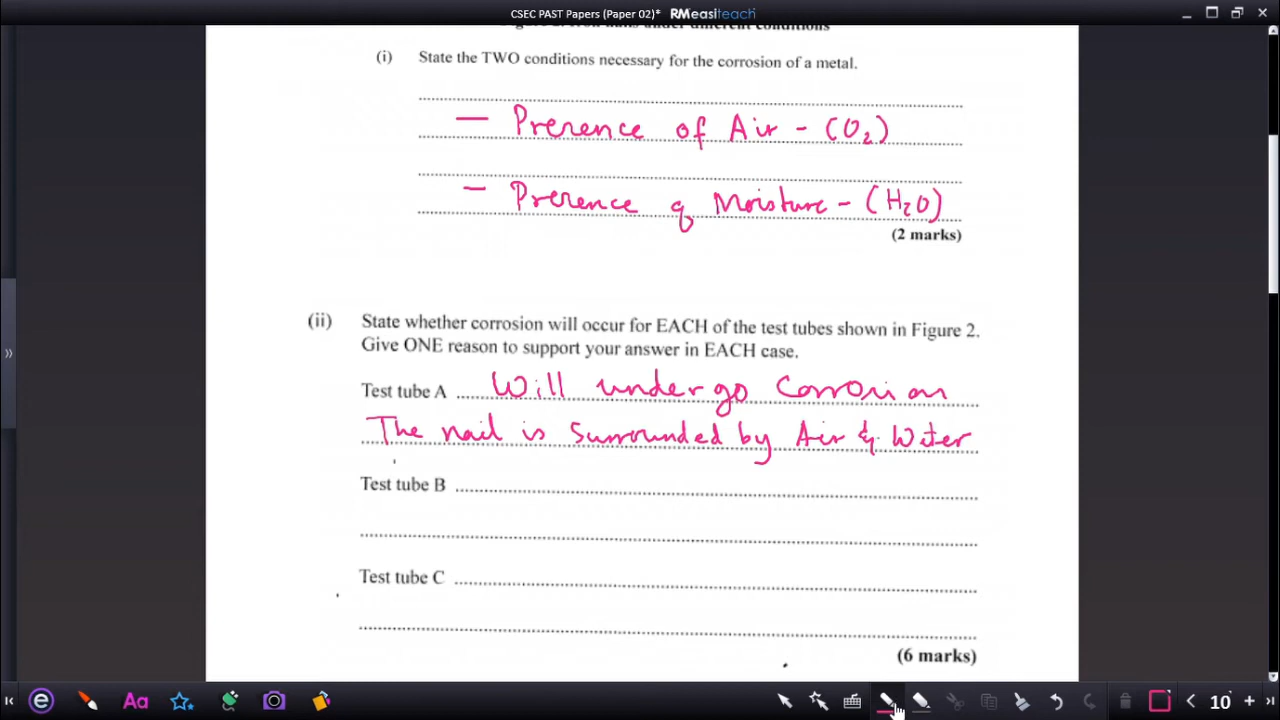 CSEC PAST Papers (Paper 02)* RMeasiteach
(i) State the TWO conditions necessary for the corrosion of a metal.
— Presence of Air - (O₂)
- Presence of Moisture - (H₂O)
(2 marks)
(ii) State whether corrosion will occur for EACH of the test tubes shown in Figure 2.
Give ONE reason to support your answer in EACH case.
Test tube A Will undergo Corrosion
The nail is Surrounded by Air & Water
Test tube B
Test tube C
(6 marks)
Aa
10